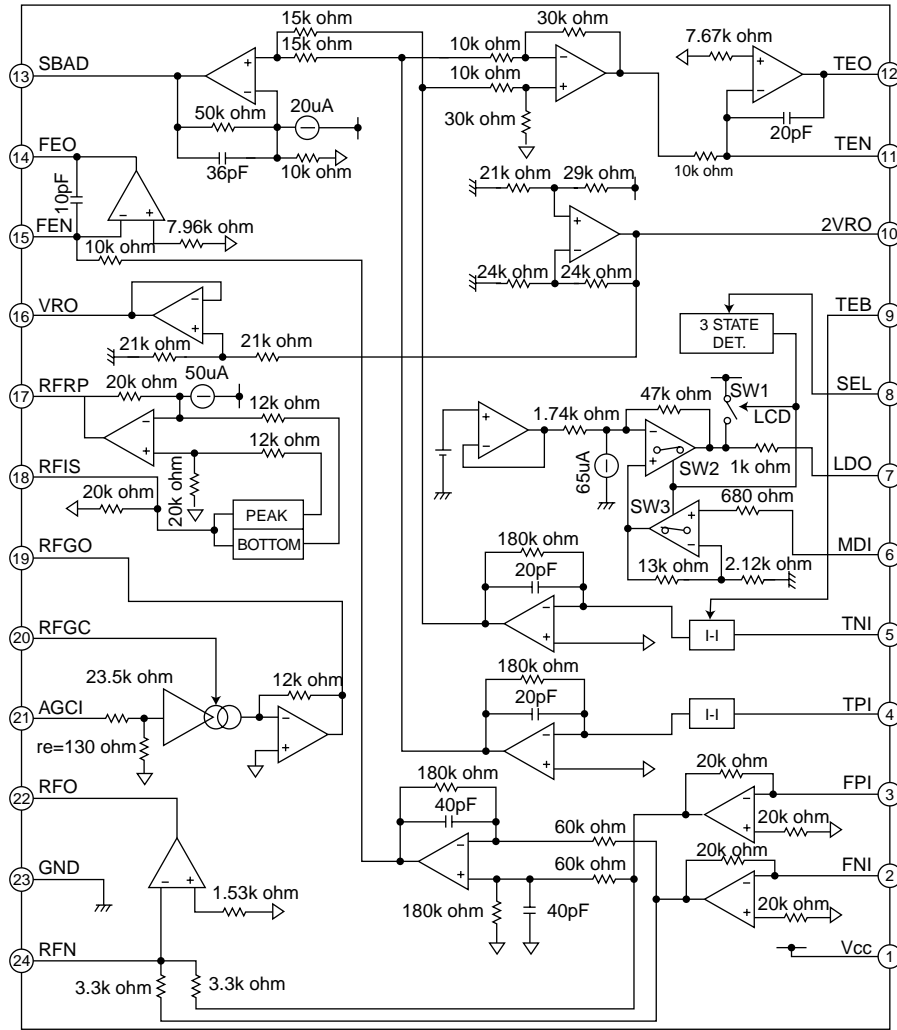 15k ohm
30k ohm
7.67k ohm
SBAD
13
15k ohm
10k ohm
TEO
12
+
−
−
+
+
−
10k ohm
50k ohm
20uA
30k ohm
20pF
FEO
14
TEN
11
36pF
10k ohm
10k ohm
10pF
21k ohm
29k ohm
− +
7.96k ohm
FEN
15
2VRO
10
+
−
10k ohm
24k ohm
24k ohm
VRO
16
−
+
TEB
9
3 STATE
DET.
21k ohm
21k ohm
50uA
RFRP
17
20k ohm
SEL
8
SW1
LCD
12k ohm
47k ohm
1.74k ohm
−
+
+
−
12k ohm
−
+
SW2
65uA
1k ohm
RFIS
18
LDO
7
20k ohm
20k ohm
SW3
680 ohm
PEAK
BOTTOM
+
−
RFGO
19
180k ohm
MDI
6
20pF
13k ohm
2.12k ohm
−
+
RFGC
20
I-I
TNI
5
23.5k ohm
12k ohm
180k ohm
20pF
AGCI
21
−
+
I-I
TPI
4
re=130 ohm
−
+
180k ohm
20k ohm
RFO
22
40pF
FPI
3
−
+
60k ohm
20k ohm
−
+
60k ohm
20k ohm
GND
23
FNI
2
− +
1.53k ohm
−
+
180k ohm
40pF
20k ohm
RFN
24
Vcc
1
3.3k ohm
3.3k ohm